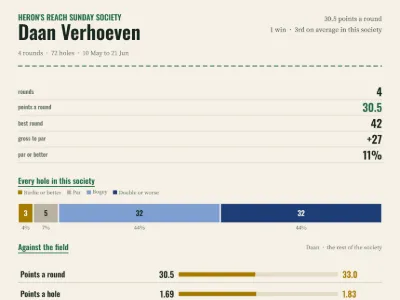 HERON'S REACH SUNDAY SOCIETY
Daan Verhoeven
30.5 points a round
1 win · 3rd on average in this society
4 rounds · 72 holes · 10 May to 21 Jun
rounds 4
points a round 30.5
best round 42
gross to par +27
par or better 11%
Every hole in this society
Birdie or better Par Bogey Double or worse
3 5 32 32
4% 7% 44% 44%
Against the field
Daan · the rest of the society
Points a round 30.5 33.0
Points a hole 1.69 1.83